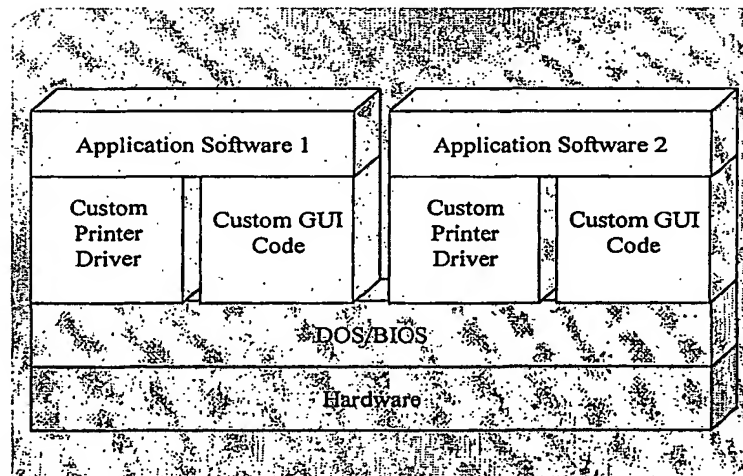 Application Software 1
Application Software 2
Custom
Printer
Driver
Custom GUI
Code
Custom
Printer
Driver
Custom GUI
Code
DOS/BIOS
Hardware